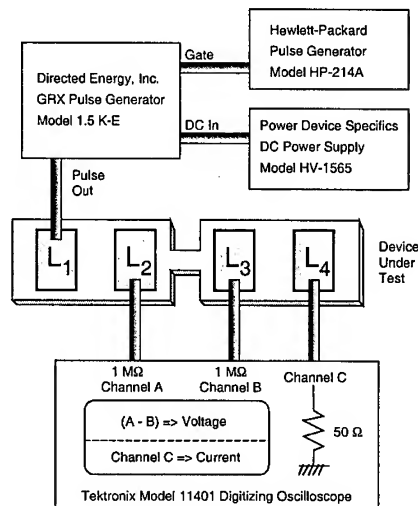 Hewlett-Packard
Pulse Generator
Model HP-214A
Gate
Directed Energy, Inc.
GRX Pulse Generator
Model 1.5 K-E
DC In
Power Device Specifics
DC Power Supply
Model HV-1565
Pulse
Out
L1
L2
L3
L4
Device
Under
Test
1 MΩ
Channel A
1 MΩ
Channel B
Channel C
(A - B) => Voltage
Channel C => Current
50 Ω
Tektronix Model 11401 Digitizing Oscilloscope